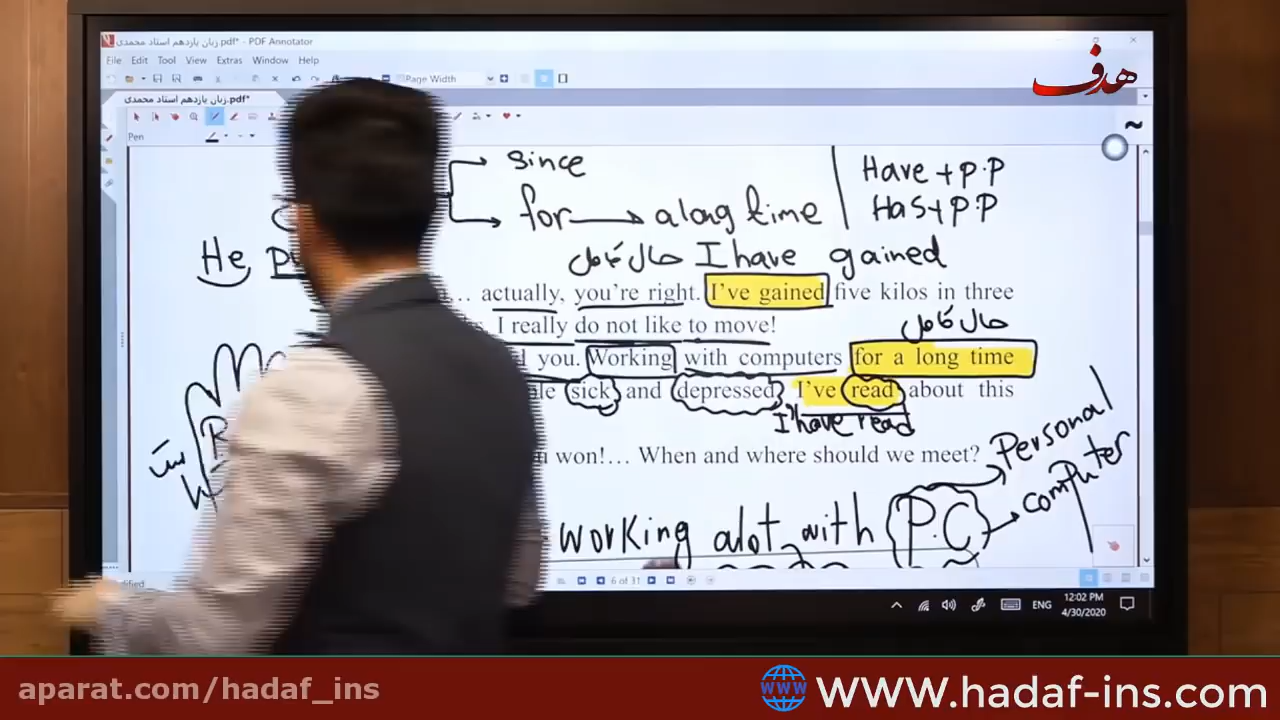 زبان یازدهم استاد محمدی.pdf* - PDF Annotator
هدف
File Edit Tool View Extras Window Help
Page Width
زبان یازدهم استاد محمدی.pdf*
Pen
~
since
Have + P.P
for along time
Has + P.P
He
حال کامل I have gained
… actually, you're right. I've gained five kilos in three
حال کامل
I really do not like to move!
you. Working with computers for a long time
sick and depressed. I've read about this
I have read
Personal
won!… When and where should we meet?
computer
working alot with P.C
6 of 31
12:02 PM
ENG
4/30/2020
aparat.com/hadaf_ins
WWW.hadaf-ins.com